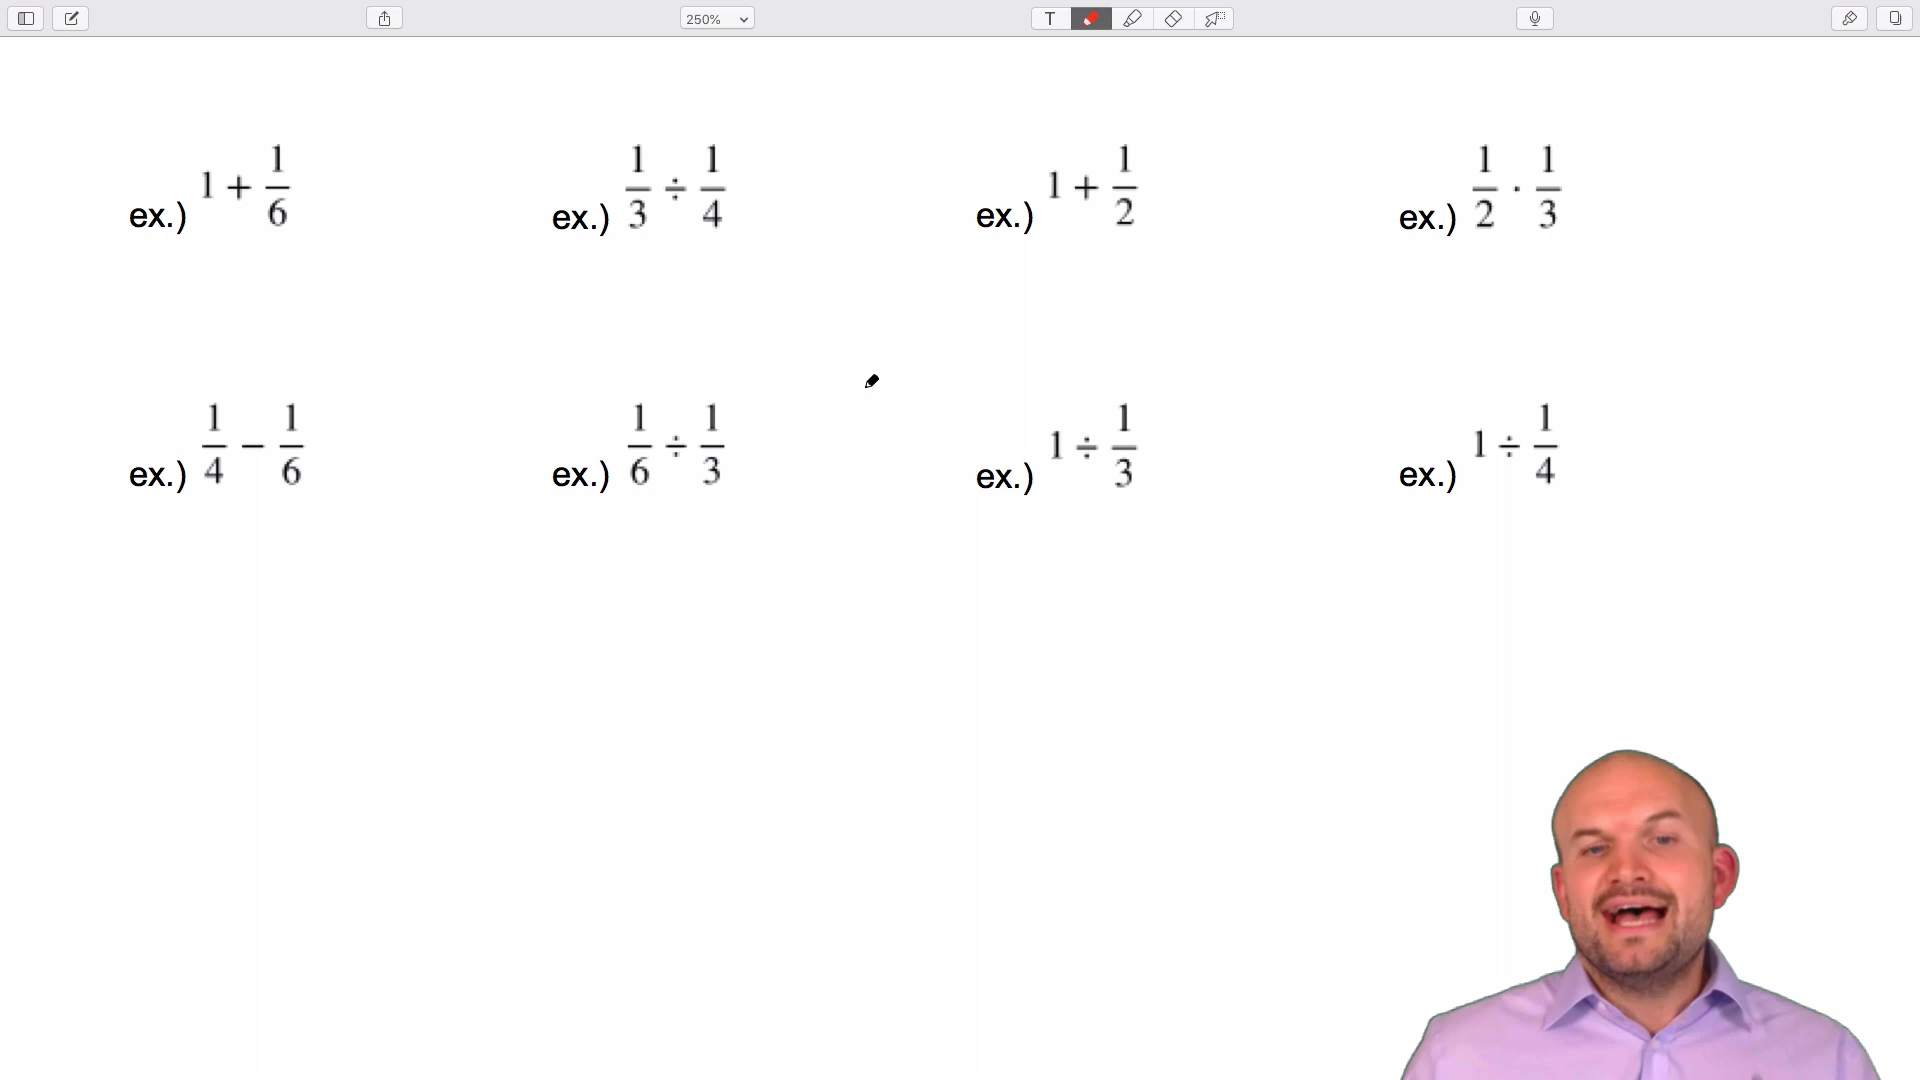 250%
T
ex.) 1 + 1/6
ex.) 1/3 ÷ 1/4
ex.) 1 + 1/2
ex.) 1/2 · 1/3
ex.) 1/4 − 1/6
ex.) 1/6 ÷ 1/3
ex.) 1 ÷ 1/3
ex.) 1 ÷ 1/4